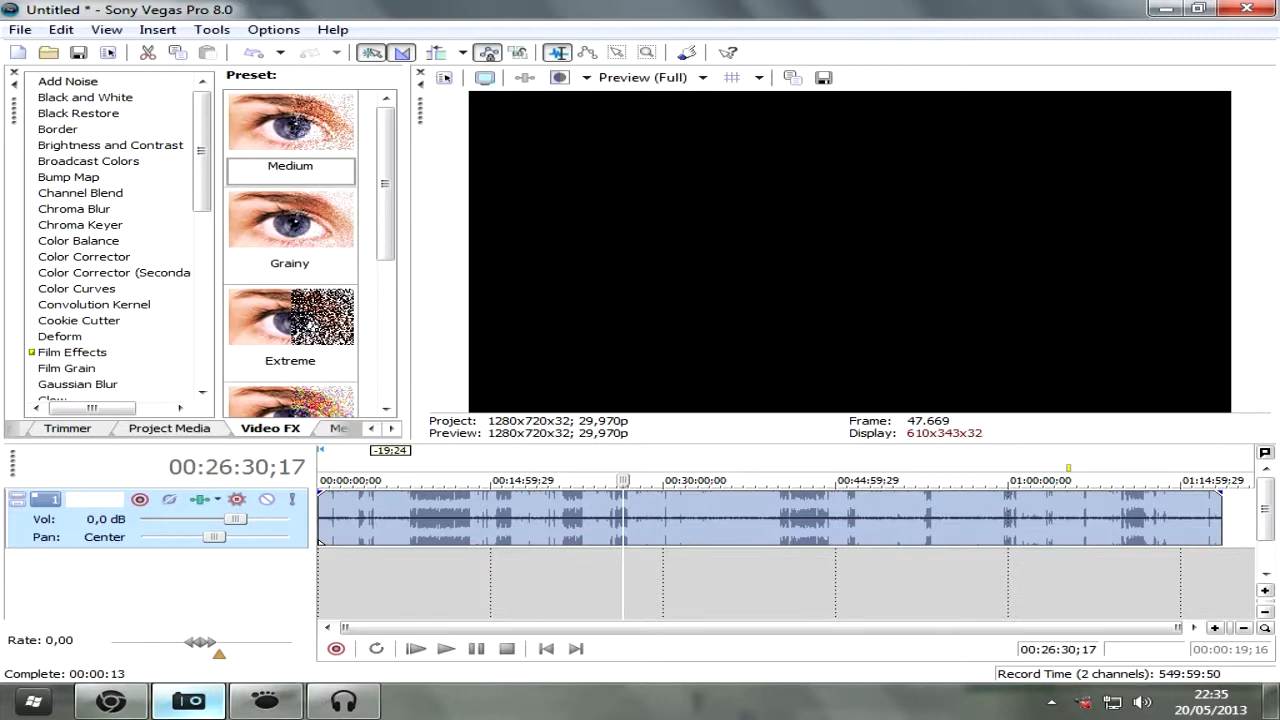 Untitled * - Sony Vegas Pro 8.0
File Edit View Insert Tools Options Help
Add Noise
Black and White
Black Restore
Border
Brightness and Contrast
Broadcast Colors
Bump Map
Channel Blend
Chroma Blur
Chroma Keyer
Color Balance
Color Corrector
Color Corrector (Seconda
Color Curves
Convolution Kernel
Cookie Cutter
Deform
Film Effects
Film Grain
Gaussian Blur
Preset:
Medium
Grainy
Extreme
Preview (Full)
Trimmer Project Media Video FX Me
Project: 1280x720x32; 29,970p Frame: 47.669
Preview: 1280x720x32; 29,970p Display: 610x343x32
-19:24
00:26:30;17
00:00:00;00 00:14:59;29 00:30:00;00 00:44:59;29 01:00:00;00 01:14:59;29
1
Vol: 0,0 dB
Pan: Center
Rate: 0,00
00:26:30;17 00:00:19;16
Complete: 00:00:13 Record Time (2 channels): 549:59:50
22:35
20/05/2013